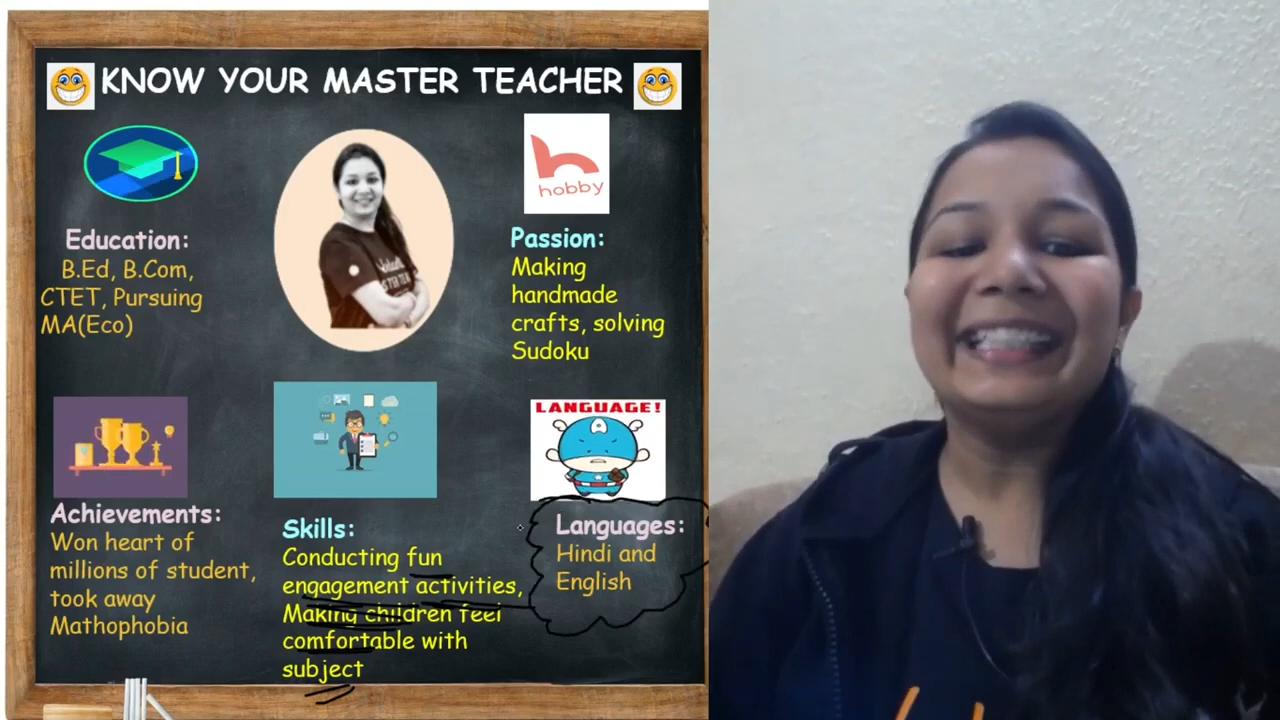 KNOW YOUR MASTER TEACHER
hobby
Education:
B.Ed, B.Com,
CTET, Pursuing
MA(Eco)
Passion:
Making
handmade
crafts, solving
Sudoku
LANGUAGE!
Achievements:
Won heart of
millions of student,
took away
Mathophobia
Skills:
Conducting fun
engagement activities,
Making children feel
comfortable with
subject
Languages:
Hindi and
English